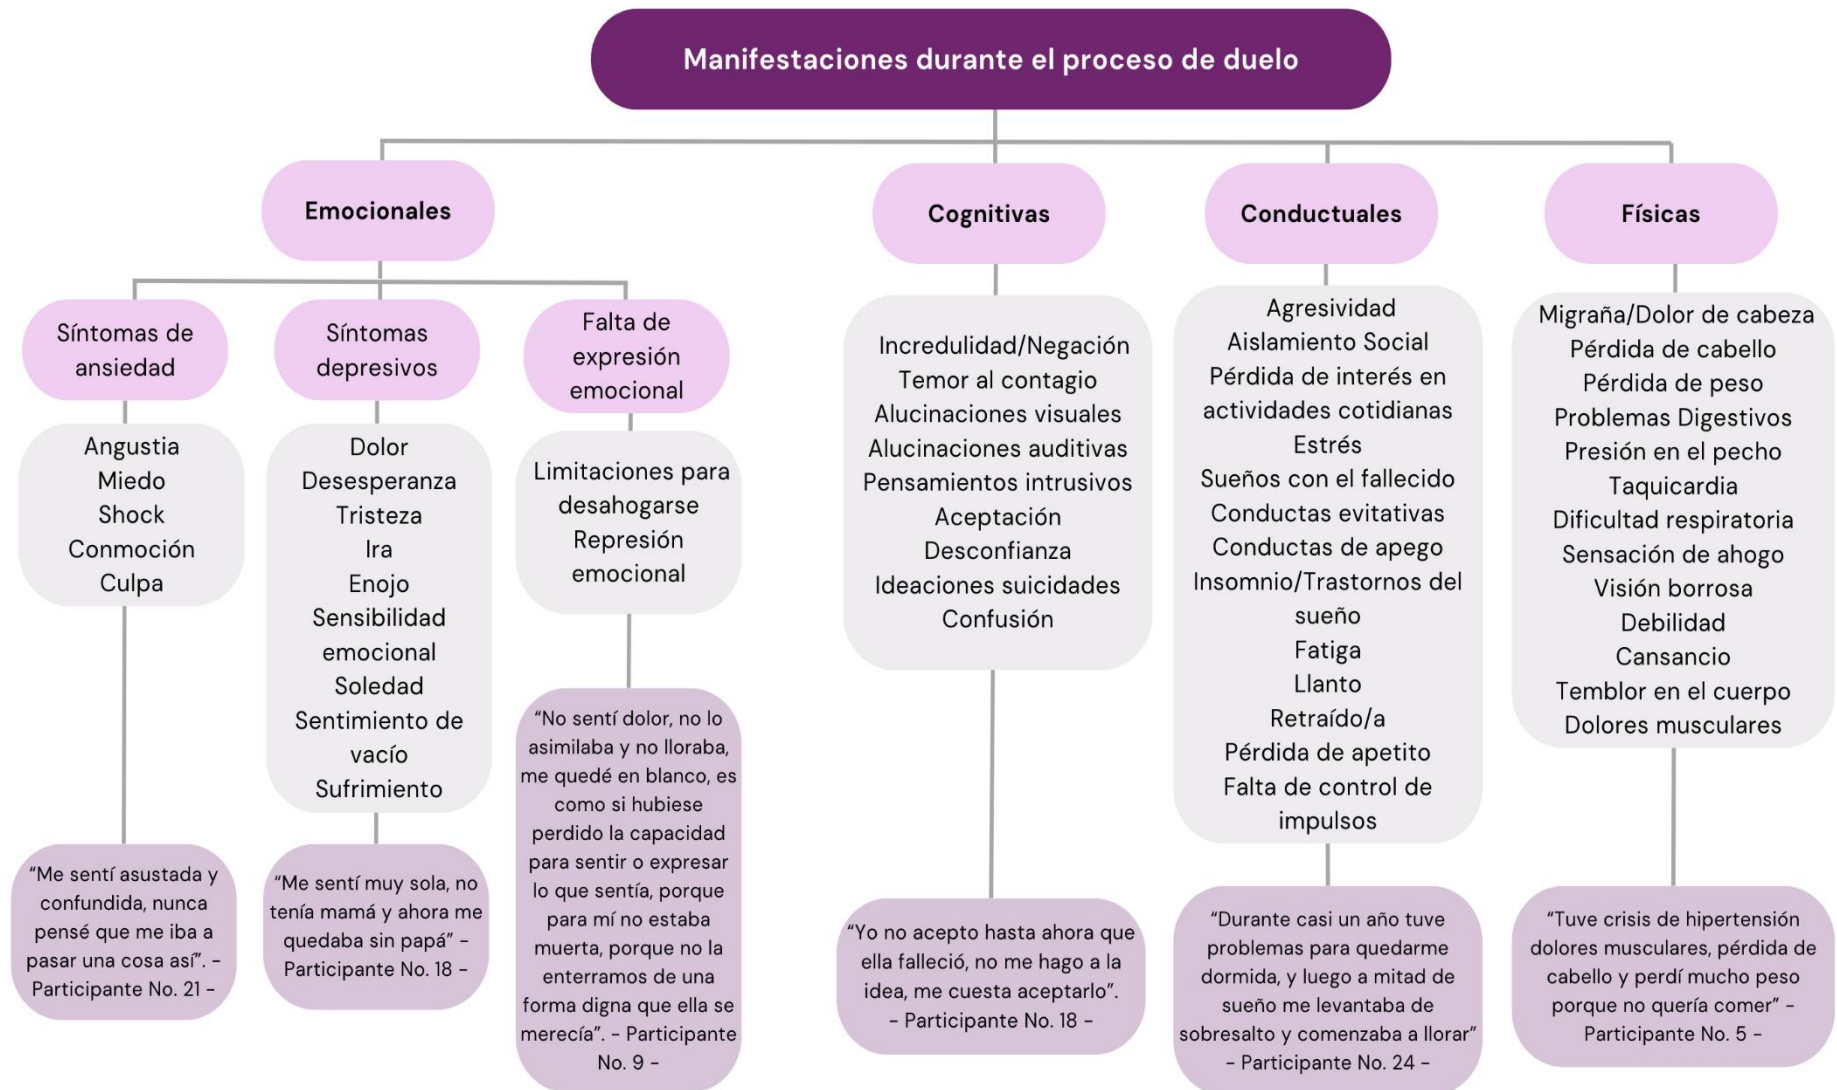 Manifestaciones durante el proceso de duelo
Emocionales
Síntomas de
ansiedad
Angustia
Miedo
Shock
Conmoción
Culpa
“Me sentí asustada y
confundida, nunca
pensé que me iba a
pasar una cosa así”. -
Participante No. 21 -
Síntomas
depresivos
Dolor
Desesperanza
Tristeza
Ira
Enojo
Sensibilidad
emocional
Soledad
Sentimiento de
vacío
Sufrimiento
“Me sentí muy sola, no
tenía mamá y ahora me
quedaba sin papá” -
Participante No. 18 -
Falta de
expresión
emocional
Limitaciones para
desahogarse
Represión
emocional
“No sentí dolor, no lo
asimilaba y no lloraba,
me quedé en blanco, es
como si hubiese
perdido la capacidad
para sentir o expresar
lo que sentía, porque
para mí no estaba
muerta, porque no la
enterramos de una
forma digna que ella se
merecía”. - Participante
No. 9 -
Cognitivas
Incredulidad/Negación
Temor al contagio
Alucinaciones visuales
Alucinaciones auditivas
Pensamientos intrusivos
Aceptación
Desconfianza
Ideaciones suicidades
Confusión
“Yo no acepto hasta ahora que
ella falleció, no me hago a la
idea, me cuesta aceptarlo”.
- Participante No. 18 -
Conductuales
Agresividad
Aislamiento Social
Pérdida de interés en
actividades cotidianas
Estrés
Sueños con el fallecido
Conductas evitativas
Conductas de apego
Insomnio/Trastornos del
sueño
Fatiga
Llanto
Retraído/a
Pérdida de apetito
Falta de control de
impulsos
“Durante casi un año tuve
problemas para quedarme
dormida, y luego a mitad de
sueño me levantaba de
sobresalto y comenzaba a llorar”
- Participante No. 24 -
Físicas
Migraña/Dolor de cabeza
Pérdida de cabello
Pérdida de peso
Problemas Digestivos
Presión en el pecho
Taquicardia
Dificultad respiratoria
Sensación de ahogo
Visión borrosa
Debilidad
Cansancio
Temblor en el cuerpo
Dolores musculares
“Tuve crisis de hipertensión
dolores musculares, pérdida de
cabello y perdí mucho peso
porque no quería comer” -
Participante No. 5 -